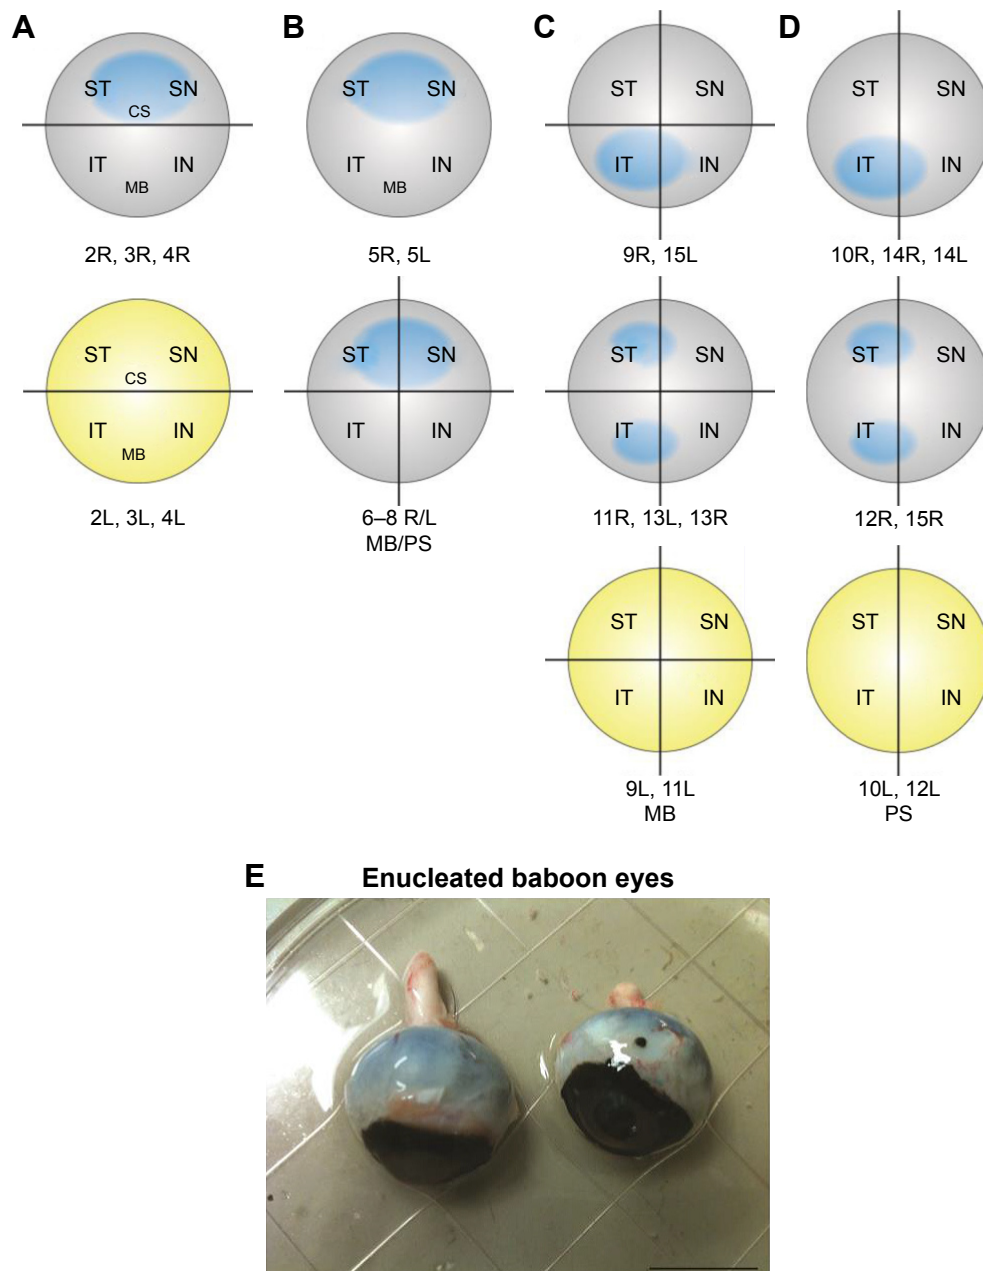 A
B
C
D
ST SN
CS
IT IN
MB
2R, 3R, 4R
ST SN
IT IN
MB
5R, 5L
ST SN
IT IN
9R, 15L
ST SN
IT IN
10R, 14R, 14L
ST SN
CS
IT IN
MB
2L, 3L, 4L
ST SN
IT IN
6–8 R/L
MB/PS
ST SN
IT IN
11R, 13L, 13R
ST SN
IT IN
12R, 15R
ST SN
IT IN
9L, 11L
MB
ST SN
IT IN
10L, 12L
PS
E
Enucleated baboon eyes